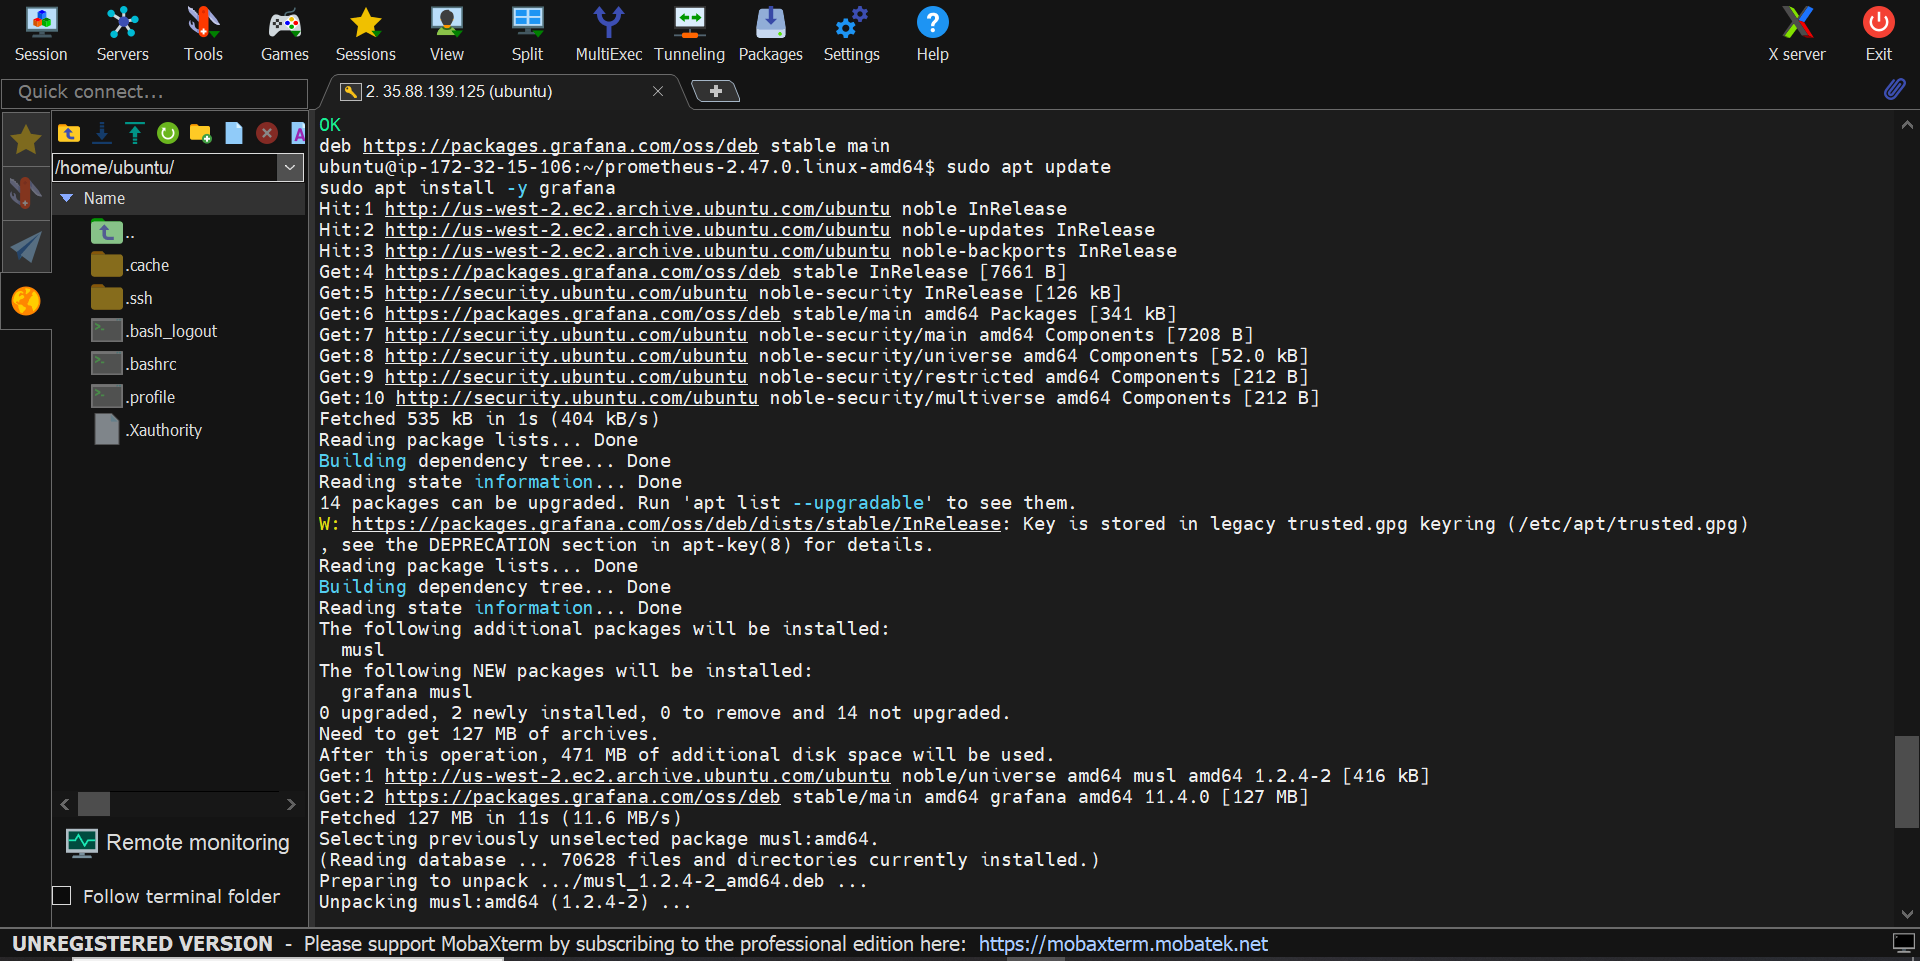 Session Servers Tools Games Sessions View Split MultiExec Tunneling Packages Settings Help X server Exit
Quick connect...
2. 35.88.139.125 (ubuntu)
/home/ubuntu/
Name
..
.cache
.ssh
.bash_logout
.bashrc
.profile
.Xauthority
Remote monitoring
Follow terminal folder
OK
deb https://packages.grafana.com/oss/deb stable main
ubuntu@ip-172-32-15-106:~/prometheus-2.47.0.linux-amd64$ sudo apt update
sudo apt install -y grafana
Hit:1 http://us-west-2.ec2.archive.ubuntu.com/ubuntu noble InRelease
Hit:2 http://us-west-2.ec2.archive.ubuntu.com/ubuntu noble-updates InRelease
Hit:3 http://us-west-2.ec2.archive.ubuntu.com/ubuntu noble-backports InRelease
Get:4 https://packages.grafana.com/oss/deb stable InRelease [7661 B]
Get:5 http://security.ubuntu.com/ubuntu noble-security InRelease [126 kB]
Get:6 https://packages.grafana.com/oss/deb stable/main amd64 Packages [341 kB]
Get:7 http://security.ubuntu.com/ubuntu noble-security/main amd64 Components [7208 B]
Get:8 http://security.ubuntu.com/ubuntu noble-security/universe amd64 Components [52.0 kB]
Get:9 http://security.ubuntu.com/ubuntu noble-security/restricted amd64 Components [212 B]
Get:10 http://security.ubuntu.com/ubuntu noble-security/multiverse amd64 Components [212 B]
Fetched 535 kB in 1s (404 kB/s)
Reading package lists... Done
Building dependency tree... Done
Reading state information... Done
14 packages can be upgraded. Run 'apt list --upgradable' to see them.
W: https://packages.grafana.com/oss/deb/dists/stable/InRelease: Key is stored in legacy trusted.gpg keyring (/etc/apt/trusted.gpg)
, see the DEPRECATION section in apt-key(8) for details.
Reading package lists... Done
Building dependency tree... Done
Reading state information... Done
The following additional packages will be installed:
musl
The following NEW packages will be installed:
grafana musl
0 upgraded, 2 newly installed, 0 to remove and 14 not upgraded.
Need to get 127 MB of archives.
After this operation, 471 MB of additional disk space will be used.
Get:1 http://us-west-2.ec2.archive.ubuntu.com/ubuntu noble/universe amd64 musl amd64 1.2.4-2 [416 kB]
Get:2 https://packages.grafana.com/oss/deb stable/main amd64 grafana amd64 11.4.0 [127 MB]
Fetched 127 MB in 11s (11.6 MB/s)
Selecting previously unselected package musl:amd64.
(Reading database ... 70628 files and directories currently installed.)
Preparing to unpack .../musl_1.2.4-2_amd64.deb ...
Unpacking musl:amd64 (1.2.4-2) ...
UNREGISTERED VERSION - Please support MobaXterm by subscribing to the professional edition here: https://mobaxterm.mobatek.net